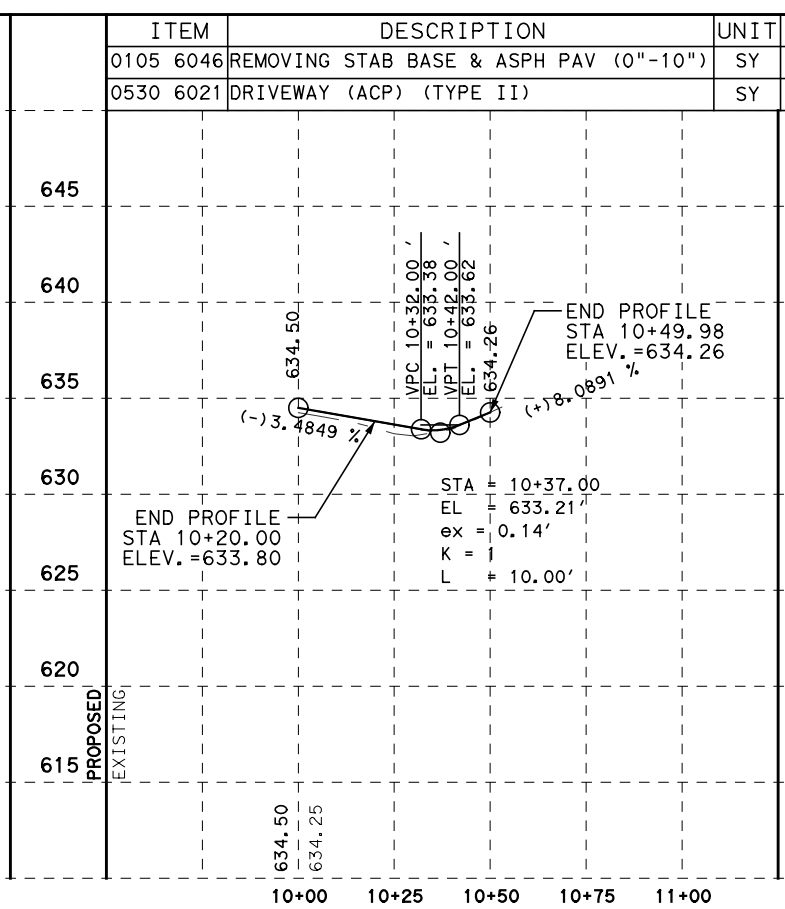 ITEM DESCRIPTION UNIT
0105 6046 REMOVING STAB BASE & ASPH PAV (0"-10") SY
0530 6021 DRIVEWAY (ACP) (TYPE II) SY
645
640
635
630
625
620
615
634.50
VPC 10+32.00 '
EL. = 633.38
VPT 10+42.00 '
EL. = 633.62
634.26
END PROFILE
STA 10+49.98
ELEV.=634.26
(-)3.4849 %
(+)8.0891 %
END PROFILE
STA 10+20.00
ELEV.=633.80
STA = 10+37.00
EL = 633.21'
ex = 0.14'
K = 1
L = 10.00'
PROPOSED
EXISTING
634.50
634.25
10+00 10+25 10+50 10+75 11+00